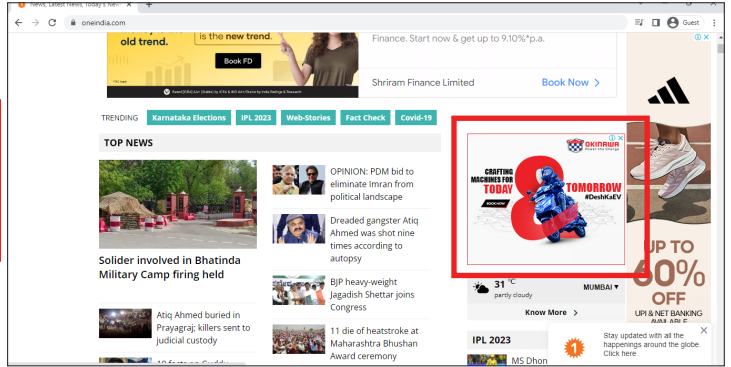 News, Latest News, Today's News
oneindia.com
Guest
old trend.
is the new trend.
Book FD
Finance. Start now & get up to 9.10%*p.a.
Shriram Finance Limited
Book Now >
TRENDING
Karnataka Elections
IPL 2023
Web-Stories
Fact Check
Covid-19
TOP NEWS
Solider involved in Bhatinda
Military Camp firing held
Atiq Ahmed buried in
Prayagraj; killers sent to
judicial custody
OPINION: PDM bid to
eliminate Imran from
political landscape
Dreaded gangster Atiq
Ahmed was shot nine
times according to
autopsy
BJP heavy-weight
Jagadish Shettar joins
Congress
11 die of heatstroke at
Maharashtra Bhushan
Award ceremony
OKINAWA
Power the change
CRAFTING
MACHINES FOR
TODAY
&
TOMORROW
#DeshKaEV
BOOK NOW
31 °C
partly cloudy
MUMBAI
Know More >
IPL 2023
MS Dhon
UP TO
60%
OFF
UPI & NET BANKING
AVAILABLE
Stay updated with all the
happenings around the globe.
Click here